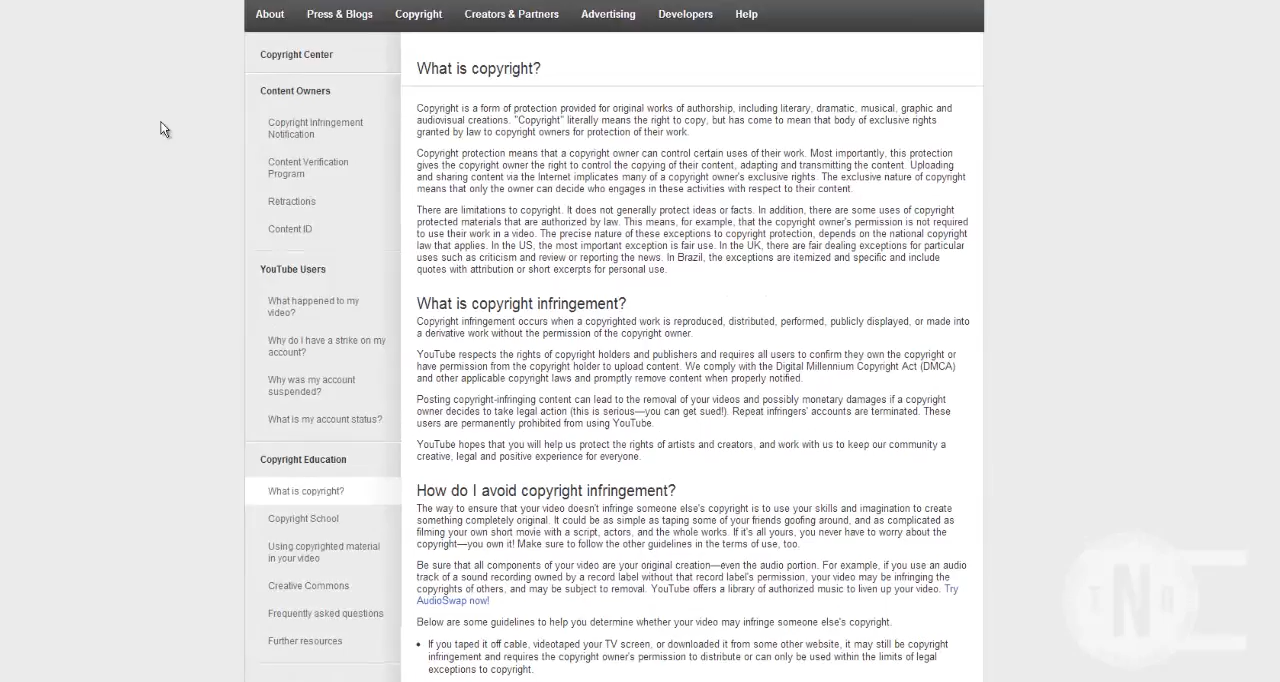 About Press & Blogs Copyright Creators & Partners Advertising Developers Help
Copyright Center
Content Owners
Copyright Infringement
Notification
Content Verification
Program
Retractions
Content ID
YouTube Users
What happened to my
video?
Why do I have a strike on my
account?
Why was my account
suspended?
What is my account status?
Copyright Education
What is copyright?
Copyright School
Using copyrighted material
in your video
Creative Commons
Frequently asked questions
Further resources
What is copyright?
Copyright is a form of protection provided for original works of authorship, including literary, dramatic, musical, graphic and
audiovisual creations. "Copyright" literally means the right to copy, but has come to mean that body of exclusive rights
granted by law to copyright owners for protection of their work.
Copyright protection means that a copyright owner can control certain uses of their work. Most importantly, this protection
gives the copyright owner the right to control the copying of their content, adapting and transmitting the content. Uploading
and sharing content via the Internet implicates many of a copyright owner's exclusive rights. The exclusive nature of copyright
means that only the owner can decide who engages in these activities with respect to their content.
There are limitations to copyright. It does not generally protect ideas or facts. In addition, there are some uses of copyright
protected materials that are authorized by law. This means, for example, that the copyright owner's permission is not required
to use their work in a video. The precise nature of these exceptions to copyright protection, depends on the national copyright
law that applies. In the US, the most important exception is fair use. In the UK, there are fair dealing exceptions for particular
uses such as criticism and review or reporting the news. In Brazil, the exceptions are itemized and specific and include
quotes with attribution or short excerpts for personal use.
What is copyright infringement?
Copyright infringement occurs when a copyrighted work is reproduced, distributed, performed, publicly displayed, or made into
a derivative work without the permission of the copyright owner.
YouTube respects the rights of copyright holders and publishers and requires all users to confirm they own the copyright or
have permission from the copyright holder to upload content. We comply with the Digital Millennium Copyright Act (DMCA)
and other applicable copyright laws and promptly remove content when properly notified.
Posting copyright-infringing content can lead to the removal of your videos and possibly monetary damages if a copyright
owner decides to take legal action (this is serious—you can get sued!). Repeat infringers' accounts are terminated. These
users are permanently prohibited from using YouTube.
YouTube hopes that you will help us protect the rights of artists and creators, and work with us to keep our community a
creative, legal and positive experience for everyone.
How do I avoid copyright infringement?
The way to ensure that your video doesn't infringe someone else's copyright is to use your skills and imagination to create
something completely original. It could be as simple as taping some of your friends goofing around, and as complicated as
filming your own short movie with a script, actors, and the whole works. If it's all yours, you never have to worry about the
copyright—you own it! Make sure to follow the other guidelines in the terms of use, too.
Be sure that all components of your video are your original creation—even the audio portion. For example, if you use an audio
track of a sound recording owned by a record label without that record label's permission, your video may be infringing the
copyrights of others, and may be subject to removal. YouTube offers a library of authorized music to liven up your video. Try
AudioSwap now!
Below are some guidelines to help you determine whether your video may infringe someone else's copyright.
• If you taped it off cable, videotaped your TV screen, or downloaded it from some other website, it may still be copyright
infringement and requires the copyright owner's permission to distribute or can only be used within the limits of legal
exceptions to copyright.